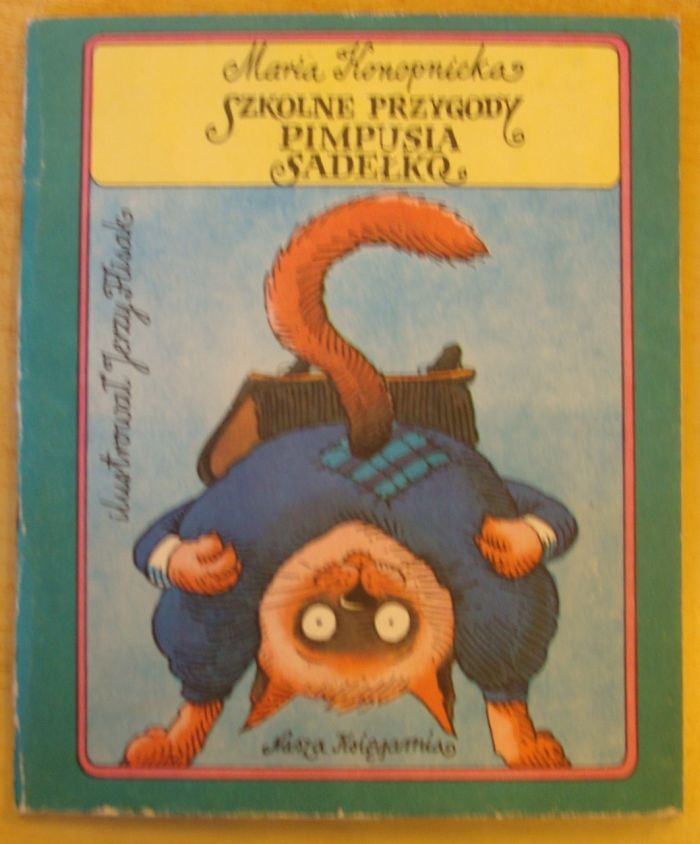 Maria Konopnicka
SZKOLNE PRZYGODY
PIMPUSIA
SADEŁKO
ilustrował Jerzy Flisak
Nasza Księgarnia